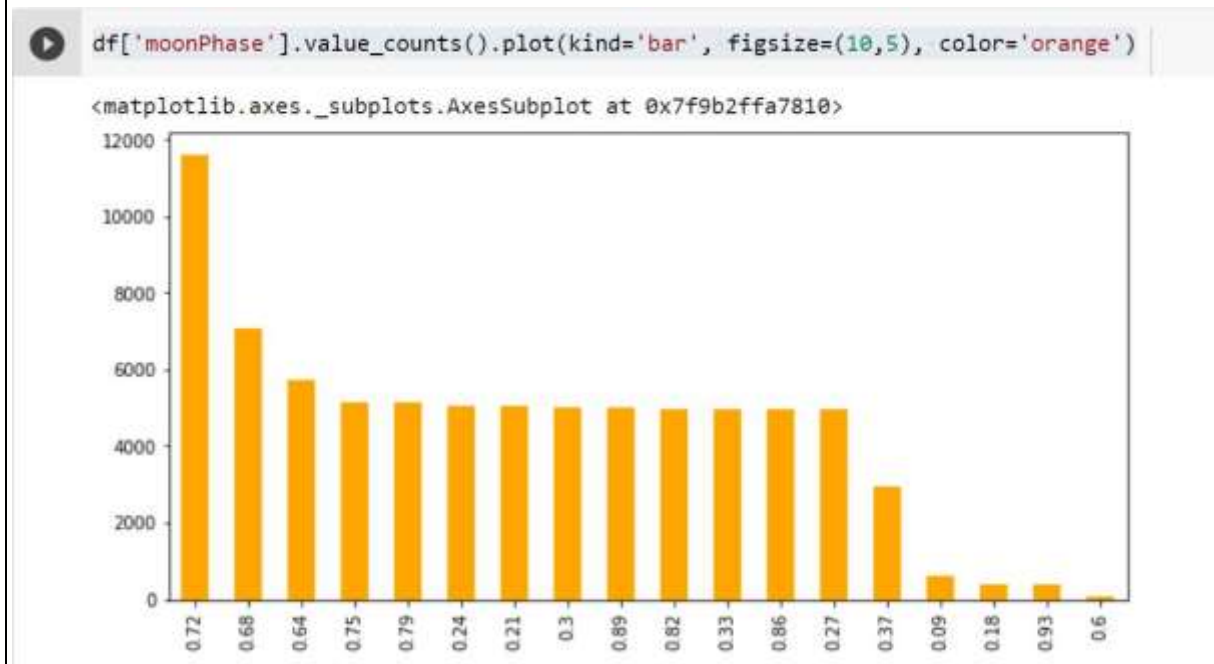 df['moonPhase'].value_counts().plot(kind='bar', figsize=(10,5), color='orange')
<matplotlib.axes._subplots.AxesSubplot at 0x7f9b2ffa7810>
12000
10000
8000
6000
4000
2000
0
0.72 0.68 0.64 0.75 0.79 0.24 0.21 0.3 0.89 0.82 0.33 0.86 0.27 0.37 0.09 0.18 0.93 0.6